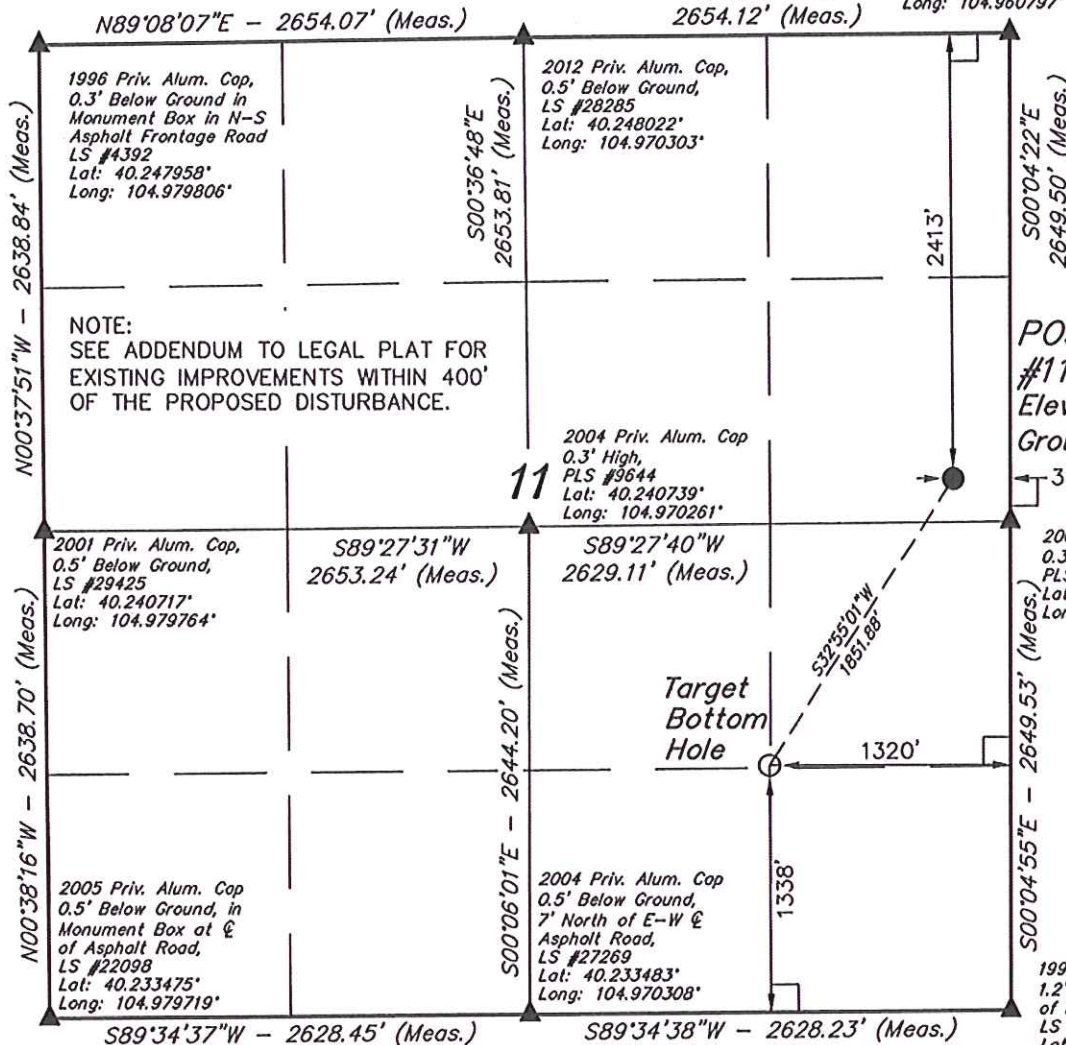 Long: 104.960797°
N89°08'07"E - 2654.07' (Meas.)
2654.12' (Meas.)
1996 Priv. Alum. Cap,
0.3' Below Ground in
Monument Box in N-S
Asphalt Frontage Road
LS #4392
Lat: 40.247958°
Long: 104.979806°
2012 Priv. Alum. Cap,
0.5' Below Ground,
LS #28285
Lat: 40.248022°
Long: 104.970303°
N00°37'51"W - 2638.84' (Meas.)
S00°36'48"E
2653.81' (Meas.)
2413'
S00°04'22"E
2649.50' (Meas.)
NOTE:
SEE ADDENDUM TO LEGAL PLAT FOR
EXISTING IMPROVEMENTS WITHIN 400'
OF THE PROPOSED DISTURBANCE.
#11
11
2004 Priv. Alum. Cap
0.3' High,
PLS #9644
Lat: 40.240739°
Long: 104.970261°
2001 Priv. Alum. Cap,
0.5' Below Ground,
LS #29425
Lat: 40.240717°
Long: 104.979764°
S89°27'31"W
2653.24' (Meas.)
S89°27'40"W
2629.11' (Meas.)
S32°55'01"W
1851.88'
N00°38'16"W - 2638.70' (Meas.)
S00°06'01"E - 2644.20' (Meas.)
Target
Bottom
Hole
1320'
1338'
S00°04'55"E - 2649.53' (Meas.)
2005 Priv. Alum. Cap
0.5' Below Ground, in
Monument Box at ℄
of Asphalt Road,
LS #22098
Lat: 40.233475°
Long: 104.979719°
2004 Priv. Alum. Cap
0.5' Below Ground,
7' North of E-W ℄
Asphalt Road,
LS #27269
Lat: 40.233483°
Long: 104.970308°
1.2'
of
LS
S89°34'37"W - 2628.45' (Meas.)
S89°34'38"W - 2628.23' (Meas.)